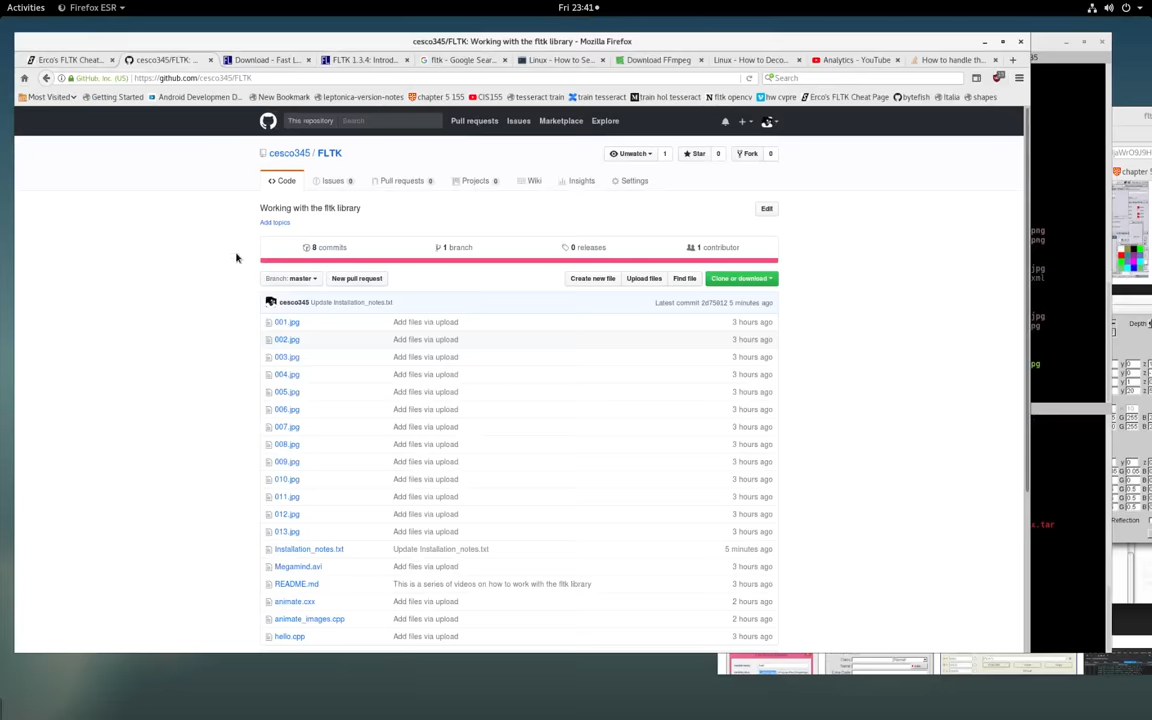 Activities Firefox ESR Fri 23:41
cesco345/FLTK: Working with the fltk library - Mozilla Firefox
Erco's FLTK Cheat... cesco345/FLTK: ... Download - Fast L... FLTK 1.3.4: Introd... fltk - Google Sear... Linux - How to Se... Download FFmpeg Linux - How to Deco... Analytics - YouTube How to handle th...
GitHub, Inc. (US) https://github.com/cesco345/FLTK Search
Most Visited Getting Started Android Developmen D... New Bookmark leptonica-version-notes chapter 5 155 CIS155 tesseract train train tesseract train hol tesseract fltk opencv hw cvpre Erco's FLTK Cheat Page bytefish Italia shapes
This repository Search Pull requests Issues Marketplace Explore
cesco345 / FLTK Unwatch 1 Star 0 Fork 0
Code Issues 0 Pull requests 0 Projects 0 Wiki Insights Settings
Working with the fltk library Edit
Add topics
8 commits 1 branch 0 releases 1 contributor
Branch: master New pull request Create new file Upload files Find file Clone or download
cesco345 Update Installation_notes.txt Latest commit 2d75012 5 minutes ago
001.jpg Add files via upload 3 hours ago
002.jpg Add files via upload 3 hours ago
003.jpg Add files via upload 3 hours ago
004.jpg Add files via upload 3 hours ago
005.jpg Add files via upload 3 hours ago
006.jpg Add files via upload 3 hours ago
007.jpg Add files via upload 3 hours ago
008.jpg Add files via upload 3 hours ago
009.jpg Add files via upload 3 hours ago
010.jpg Add files via upload 3 hours ago
011.jpg Add files via upload 3 hours ago
012.jpg Add files via upload 3 hours ago
013.jpg Add files via upload 3 hours ago
Installation_notes.txt Update Installation_notes.txt 5 minutes ago
Megamind.avi Add files via upload 3 hours ago
README.md This is a series of videos on how to work with the fltk library 3 hours ago
animate.cxx Add files via upload 2 hours ago
animate_images.cpp Add files via upload 2 hours ago
hello.cpp Add files via upload 3 hours ago
png
png
jpg
xml
jpg
pg
pg
x.tar
chapter 5
Depth
Reflection